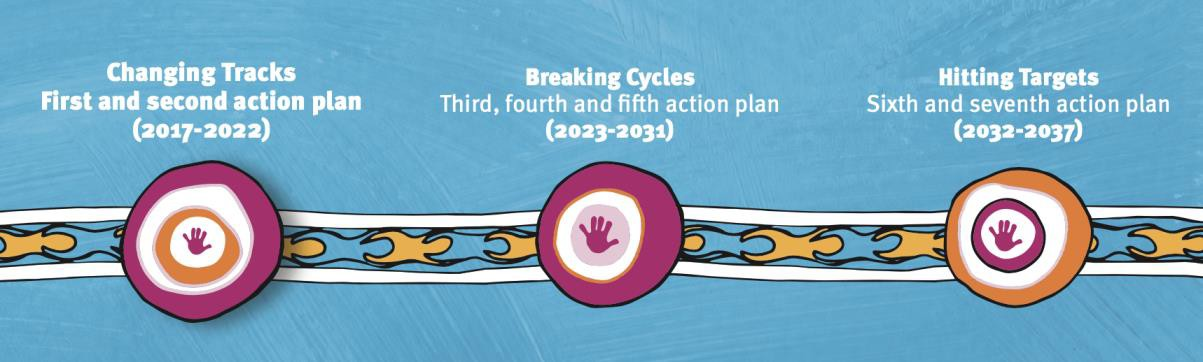 Changing Tracks
First and second action plan
(2017-2022)
Breaking Cycles
Third, fourth and fifth action plan
(2023-2031)
Hitting Targets
Sixth and seventh action plan
(2032-2037)